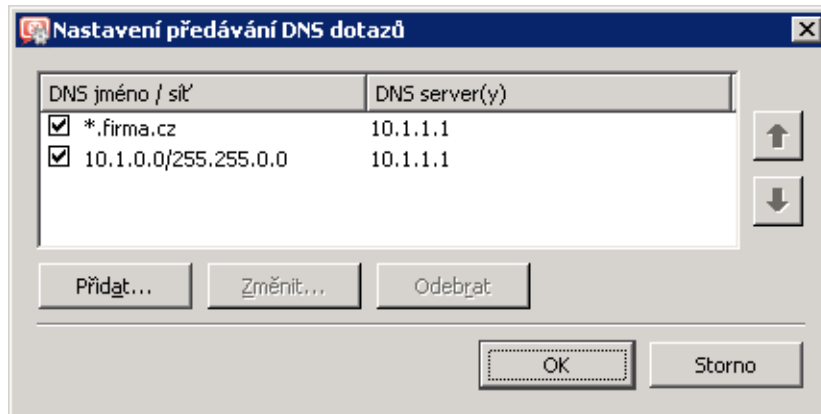 Nastavení předávání DNS dotazů
DNS jméno / síť DNS server(y)
*.firma.cz 10.1.1.1
10.1.0.0/255.255.0.0 10.1.1.1
Přidat... Změnit... Odebrat
OK Storno